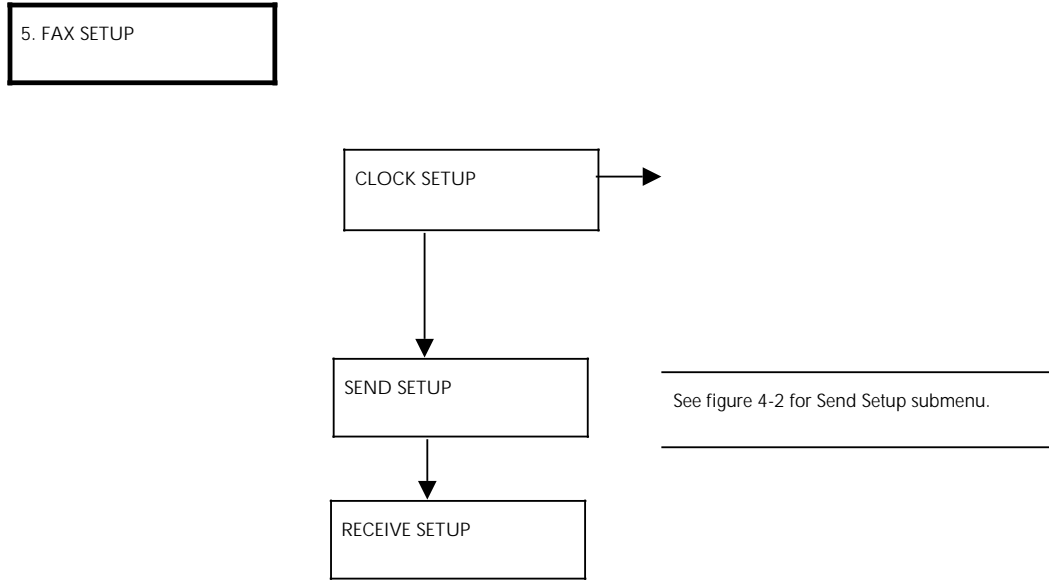 5. FAX SETUP
CLOCK SETUP
SEND SETUP
See figure 4-2 for Send Setup submenu.
RECEIVE SETUP